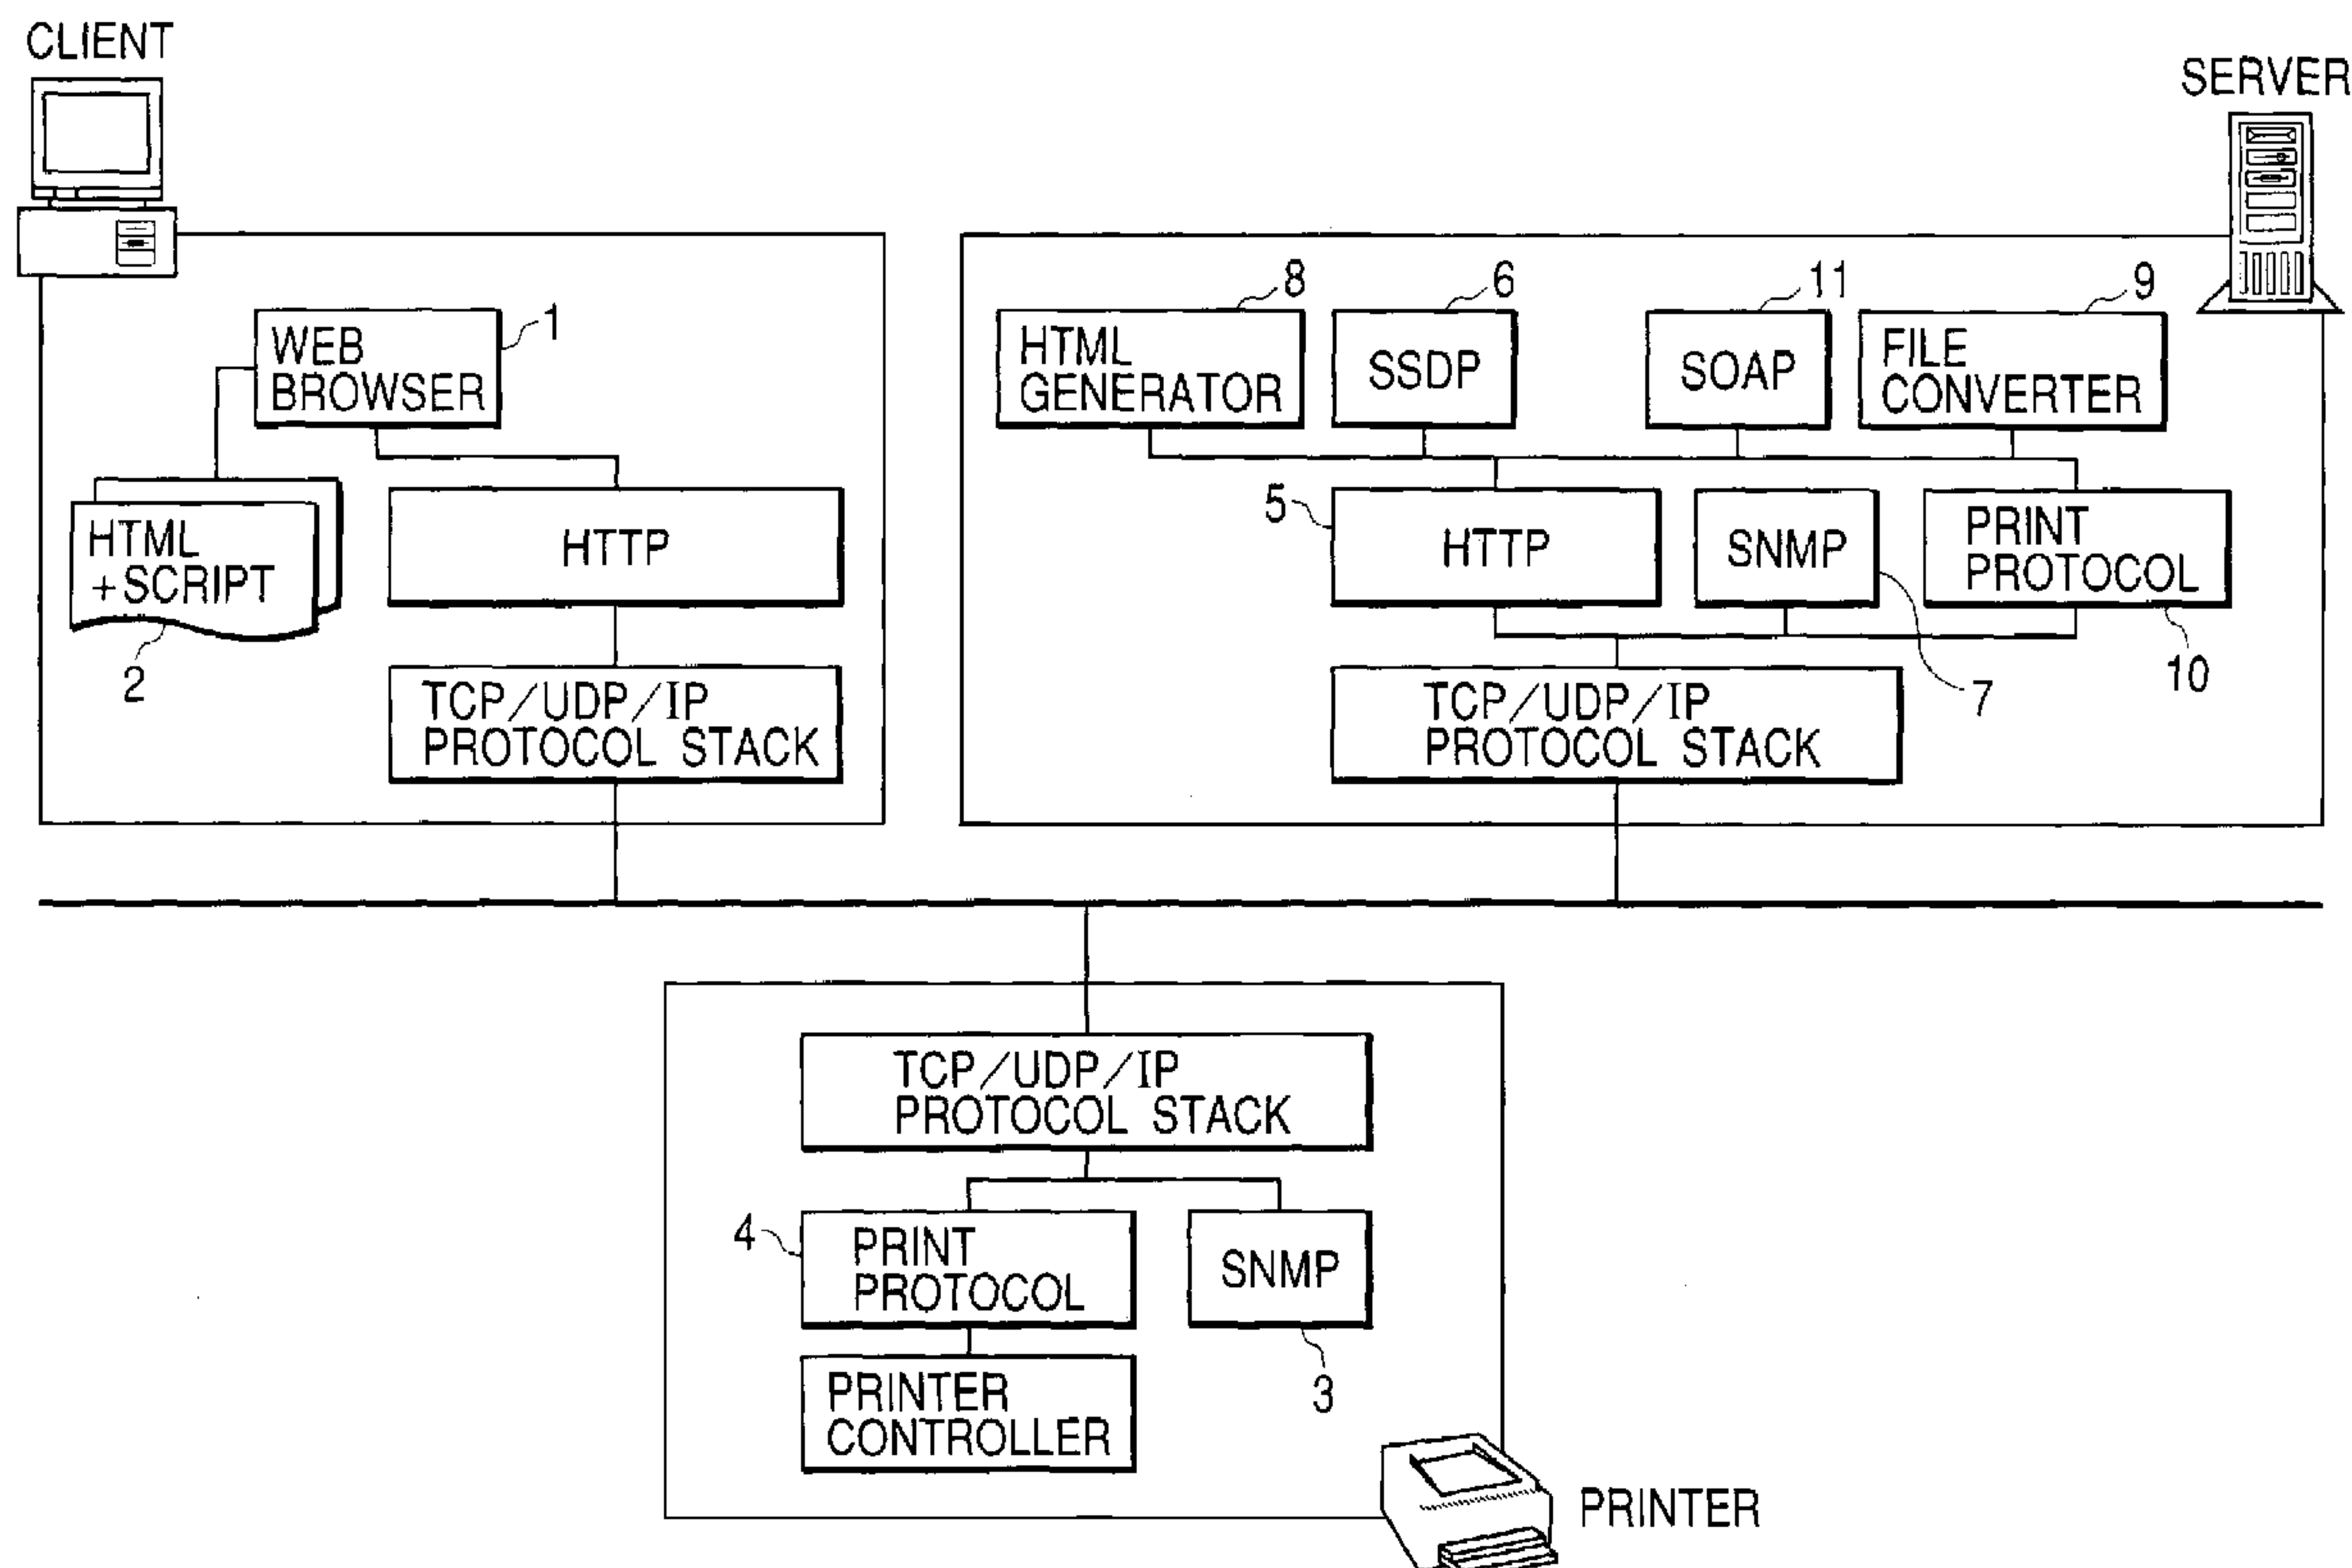 CLIENT
SERVER
1
WEB
BROWSER
HTML
+SCRIPT
2
HTTP
TCP/UDP/IP
PROTOCOL STACK
8
HTML
GENERATOR
6
SSDP
11
SOAP
9
FILE
CONVERTER
5
HTTP
SNMP
7
PRINT
PROTOCOL
10
TCP/UDP/IP
PROTOCOL STACK
TCP/UDP/IP
PROTOCOL STACK
4
PRINT
PROTOCOL
SNMP
3
PRINTER
CONTROLLER
PRINTER